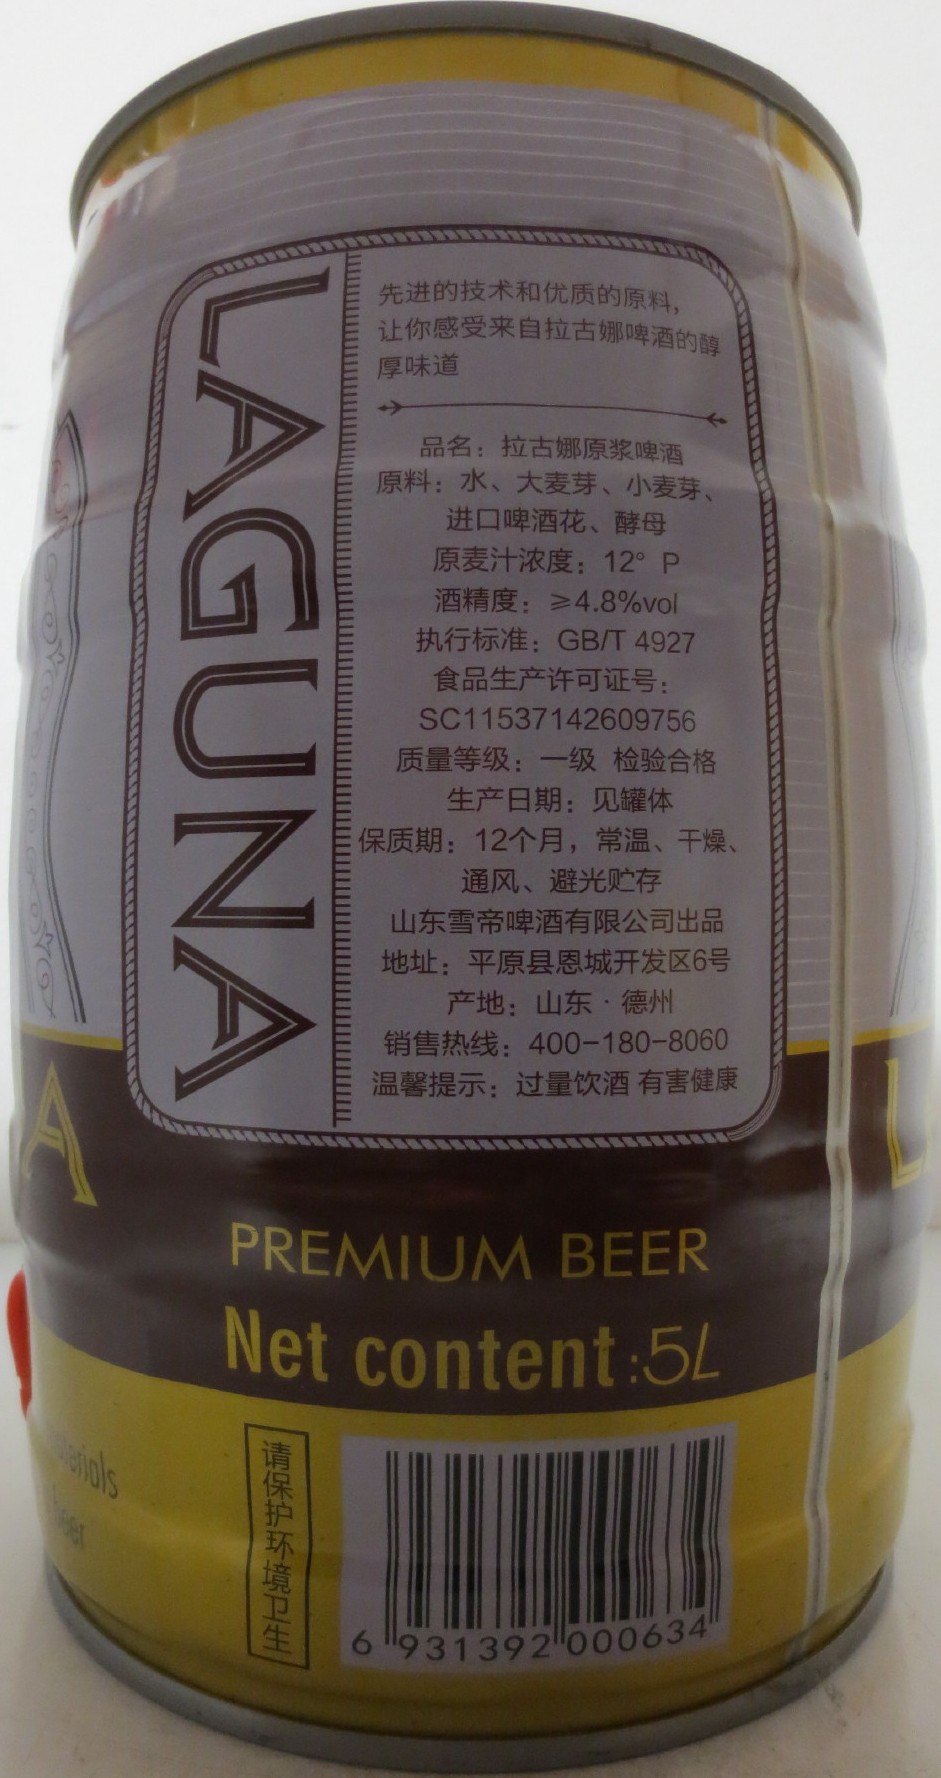 LAGUNA
先进的技术和优质的原料，
让你感受来自拉古娜啤酒的醇
厚味道
品名：拉古娜原浆啤酒
原料：水、大麦芽、小麦芽、
进口啤酒花、酵母
原麦汁浓度：12° P
酒精度：≥4.8%vol
执行标准：GB/T 4927
食品生产许可证号：
SC11537142609756
质量等级：一级 检验合格
生产日期：见罐体
保质期：12个月，常温、干燥、
通风、避光贮存
山东雪帝啤酒有限公司出品
地址：平原县恩城开发区6号
产地：山东·德州
销售热线：400-180-8060
温馨提示：过量饮酒 有害健康
A
L
PREMIUM BEER
Net content:5L
请保护环境卫生
6 931392 000634